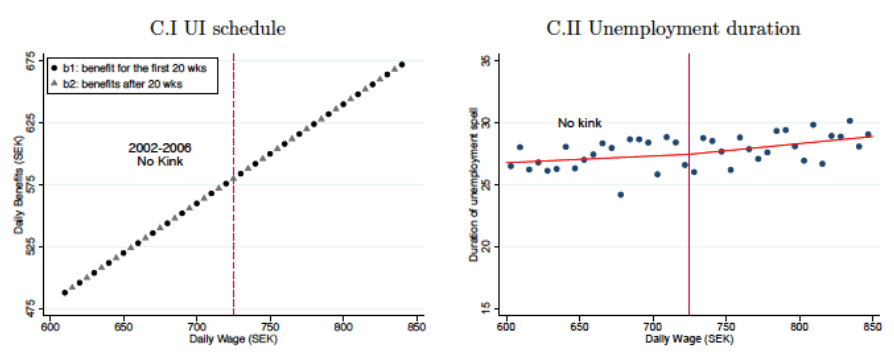 C.I UI schedule
b1: benefit for the first 20 wks
b2: benefits after 20 wks
2002-2006
No Kink
Daily Benefits (SEK)
675
625
575
525
475
600
650
700
750
800
850
Daily Wage (SEK)
C.II Unemployment duration
No kink
Duration of unemployment spell
35
30
25
20
15
600
650
700
750
800
850
Daily Wage (SEK)